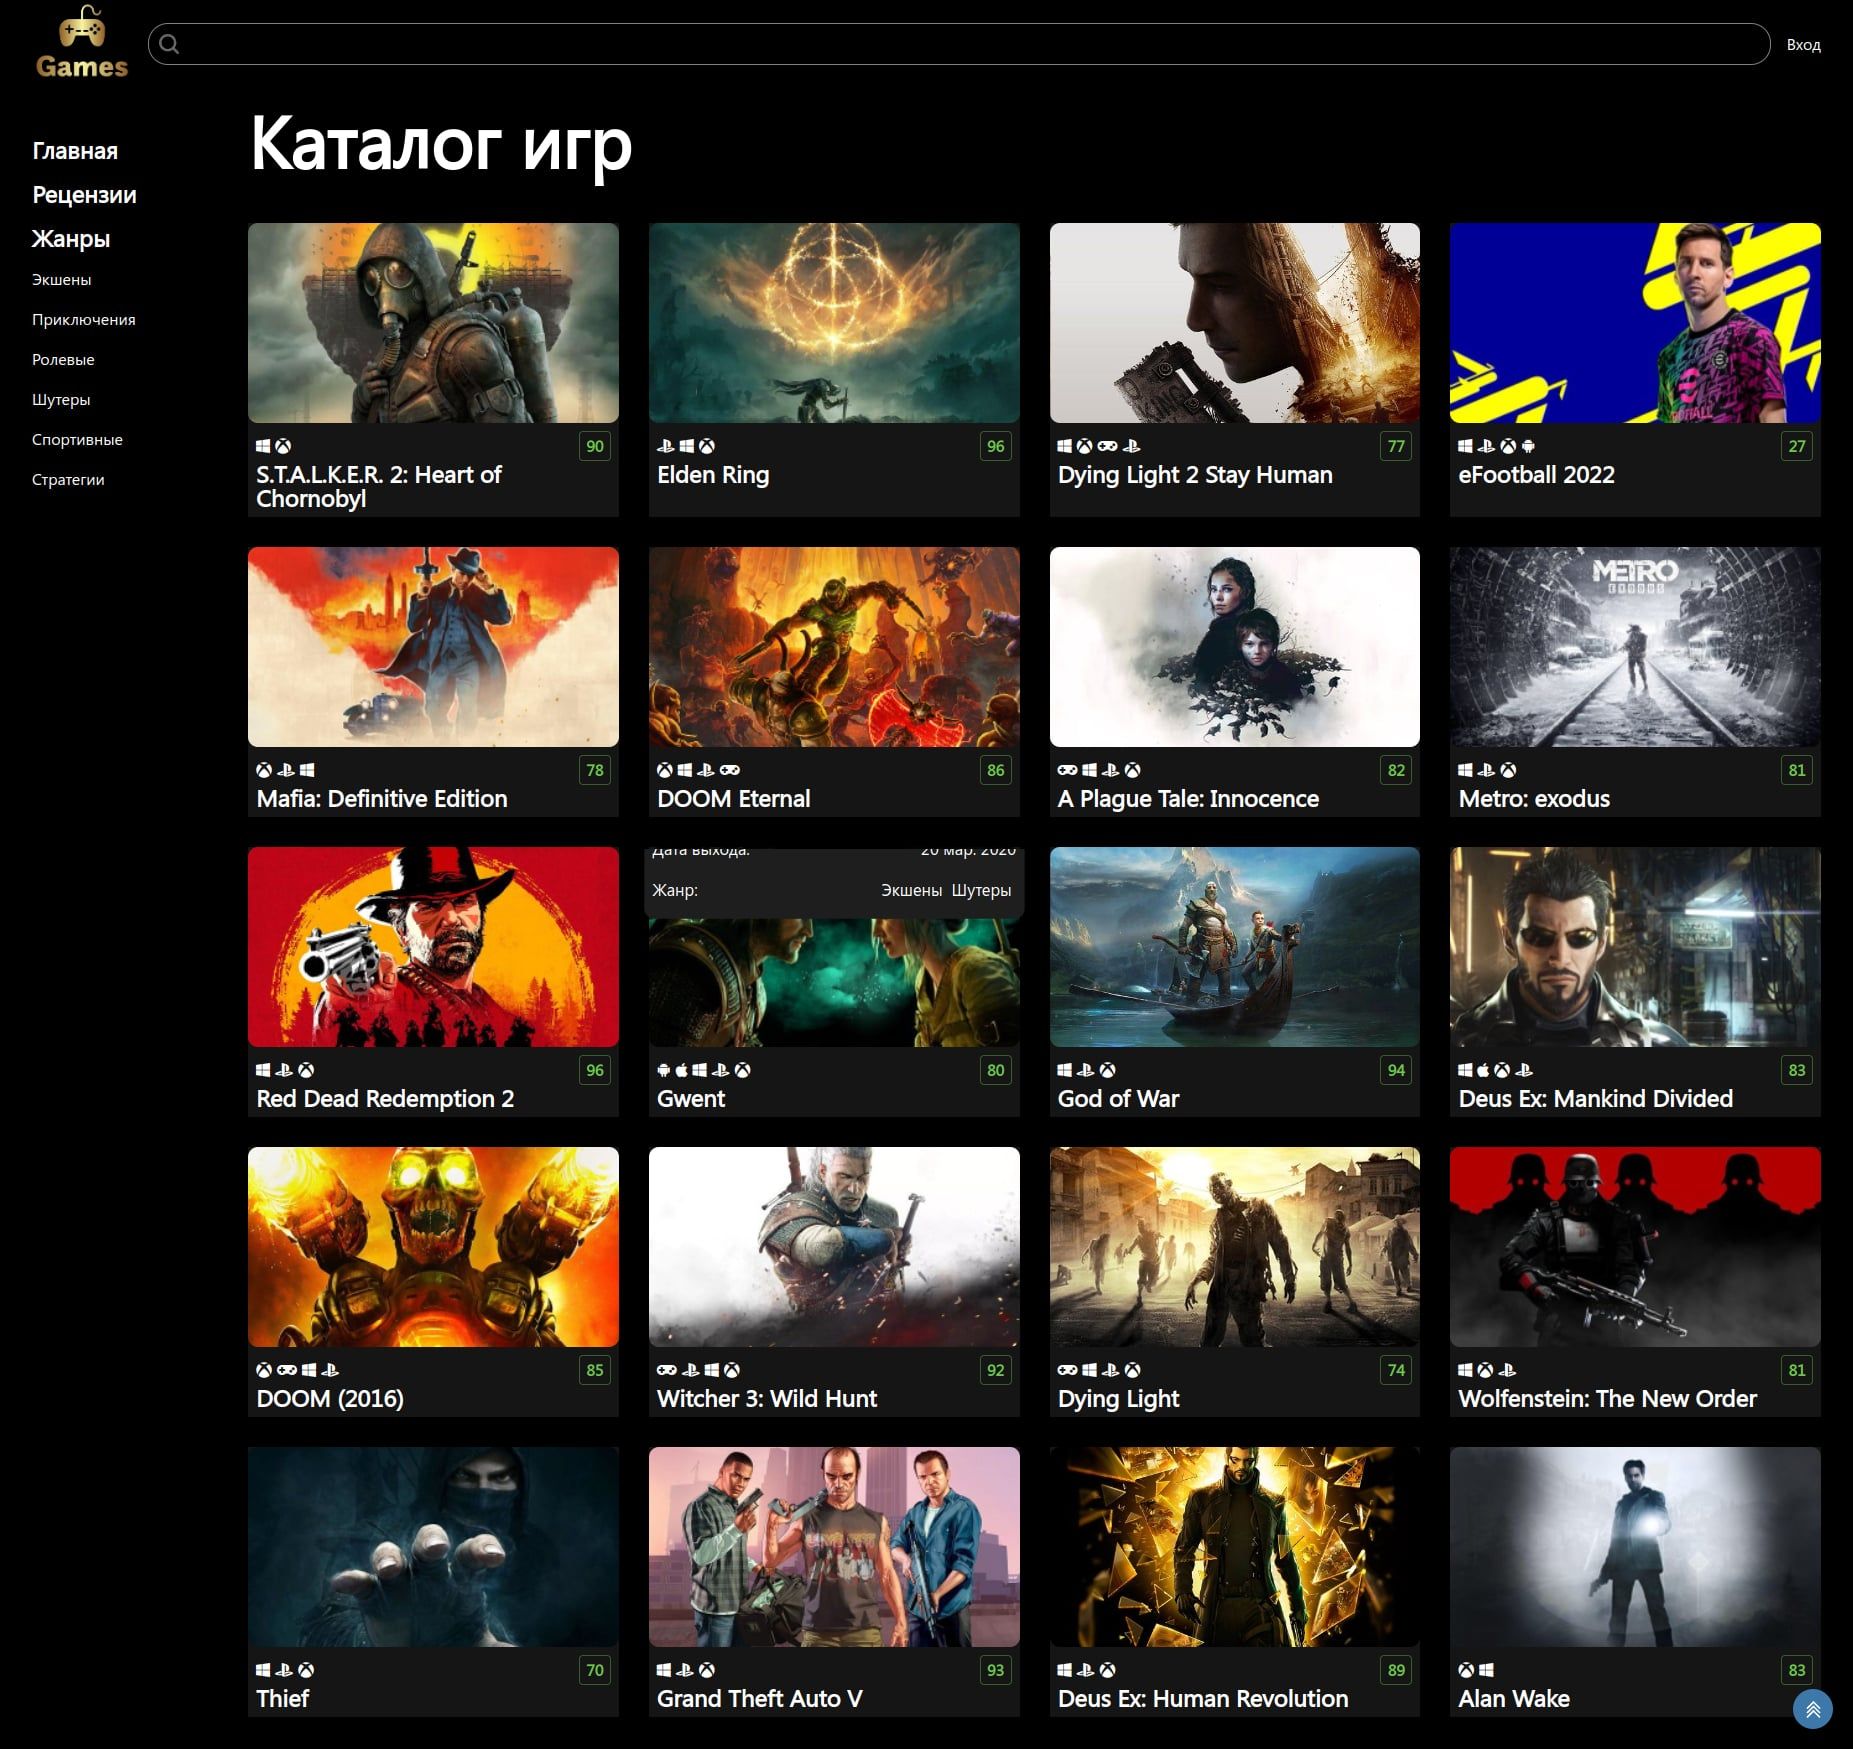 Games
Вход
Каталог игр
Главная
Рецензии
Жанры
Экшены
Приключения
Ролевые
Шутеры
Спортивные
Стратегии
90
S.T.A.L.K.E.R. 2: Heart of
Chornobyl
96
Elden Ring
77
Dying Light 2 Stay Human
27
eFootball 2022
METRO
EXODUS
78
Mafia: Definitive Edition
86
DOOM Eternal
82
A Plague Tale: Innocence
81
Metro: exodus
Дата выхода: 20 мар. 2020
Жанр: Экшены Шутеры
96
Red Dead Redemption 2
80
Gwent
94
God of War
83
Deus Ex: Mankind Divided
85
DOOM (2016)
92
Witcher 3: Wild Hunt
74
Dying Light
81
Wolfenstein: The New Order
70
Thief
93
Grand Theft Auto V
89
Deus Ex: Human Revolution
83
Alan Wake